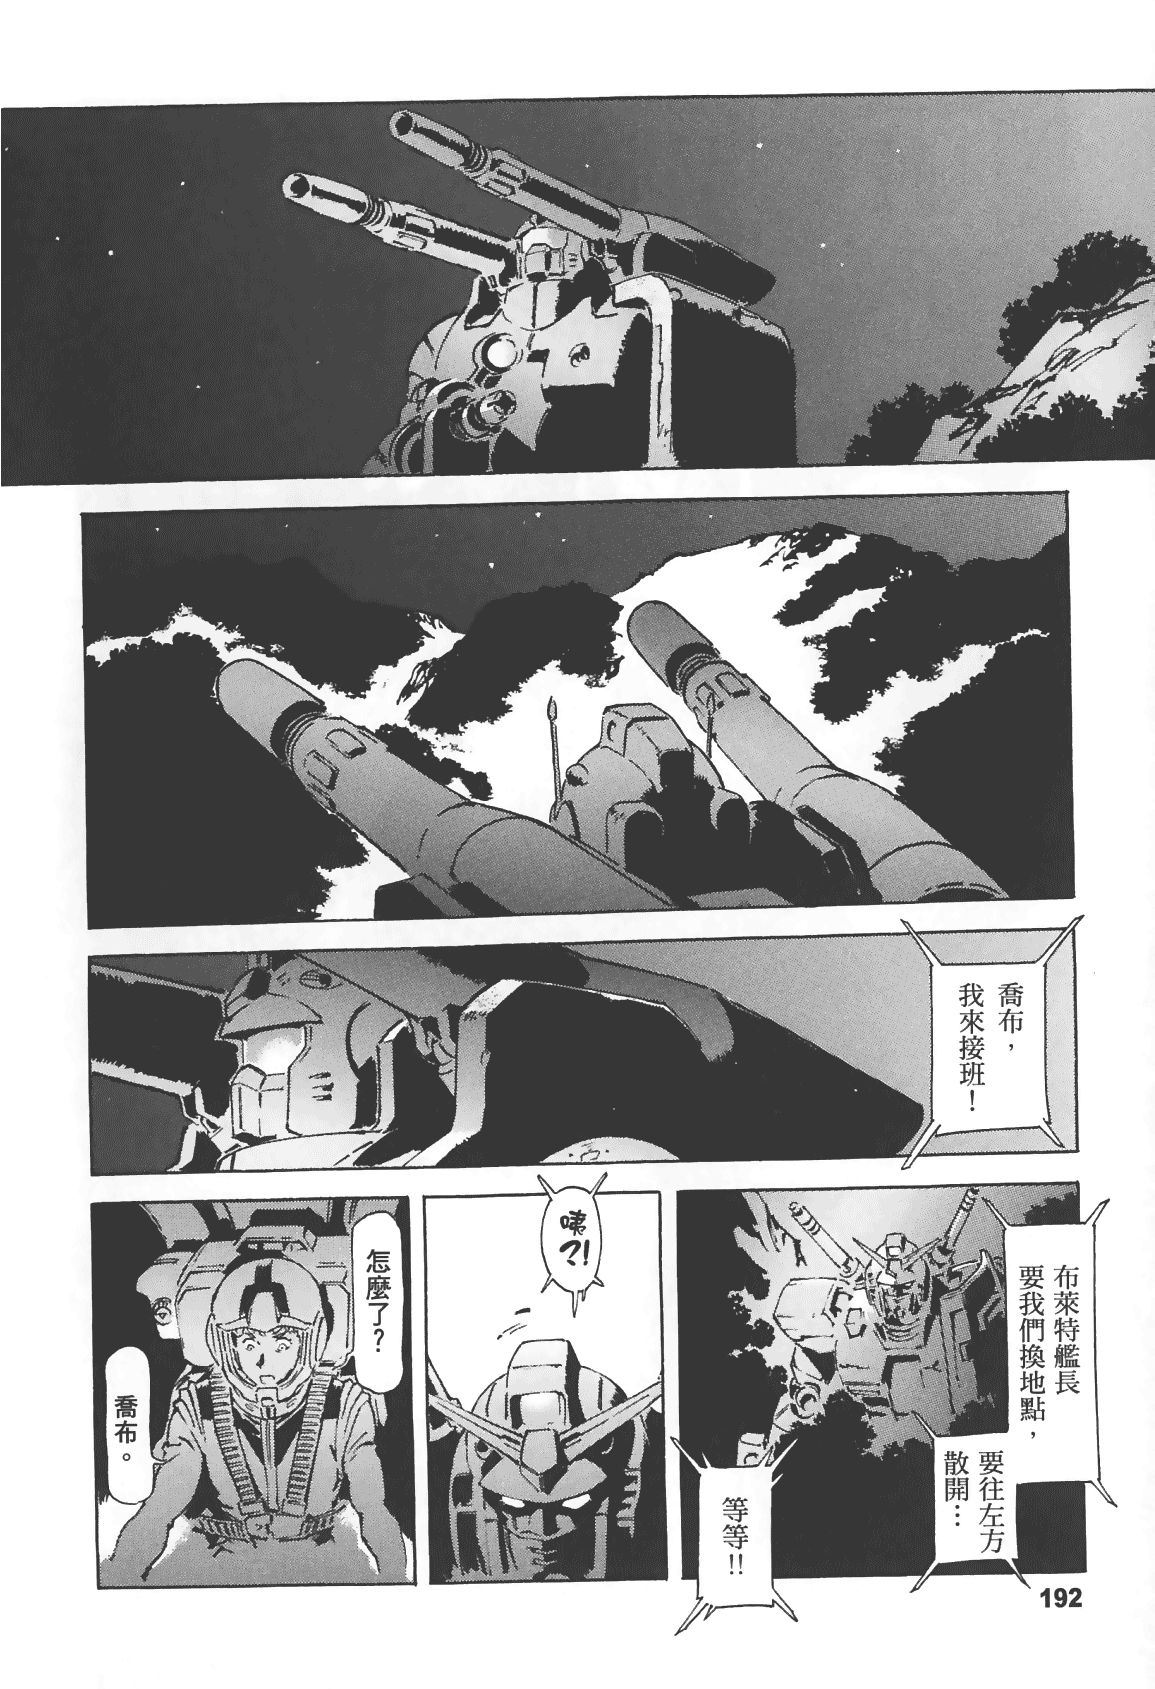 喬布，
我來接班！
布萊特艦長
要我們換地點，
要往左方
散開…
等等!!
咦
?!
怎麼了？
喬布。
192